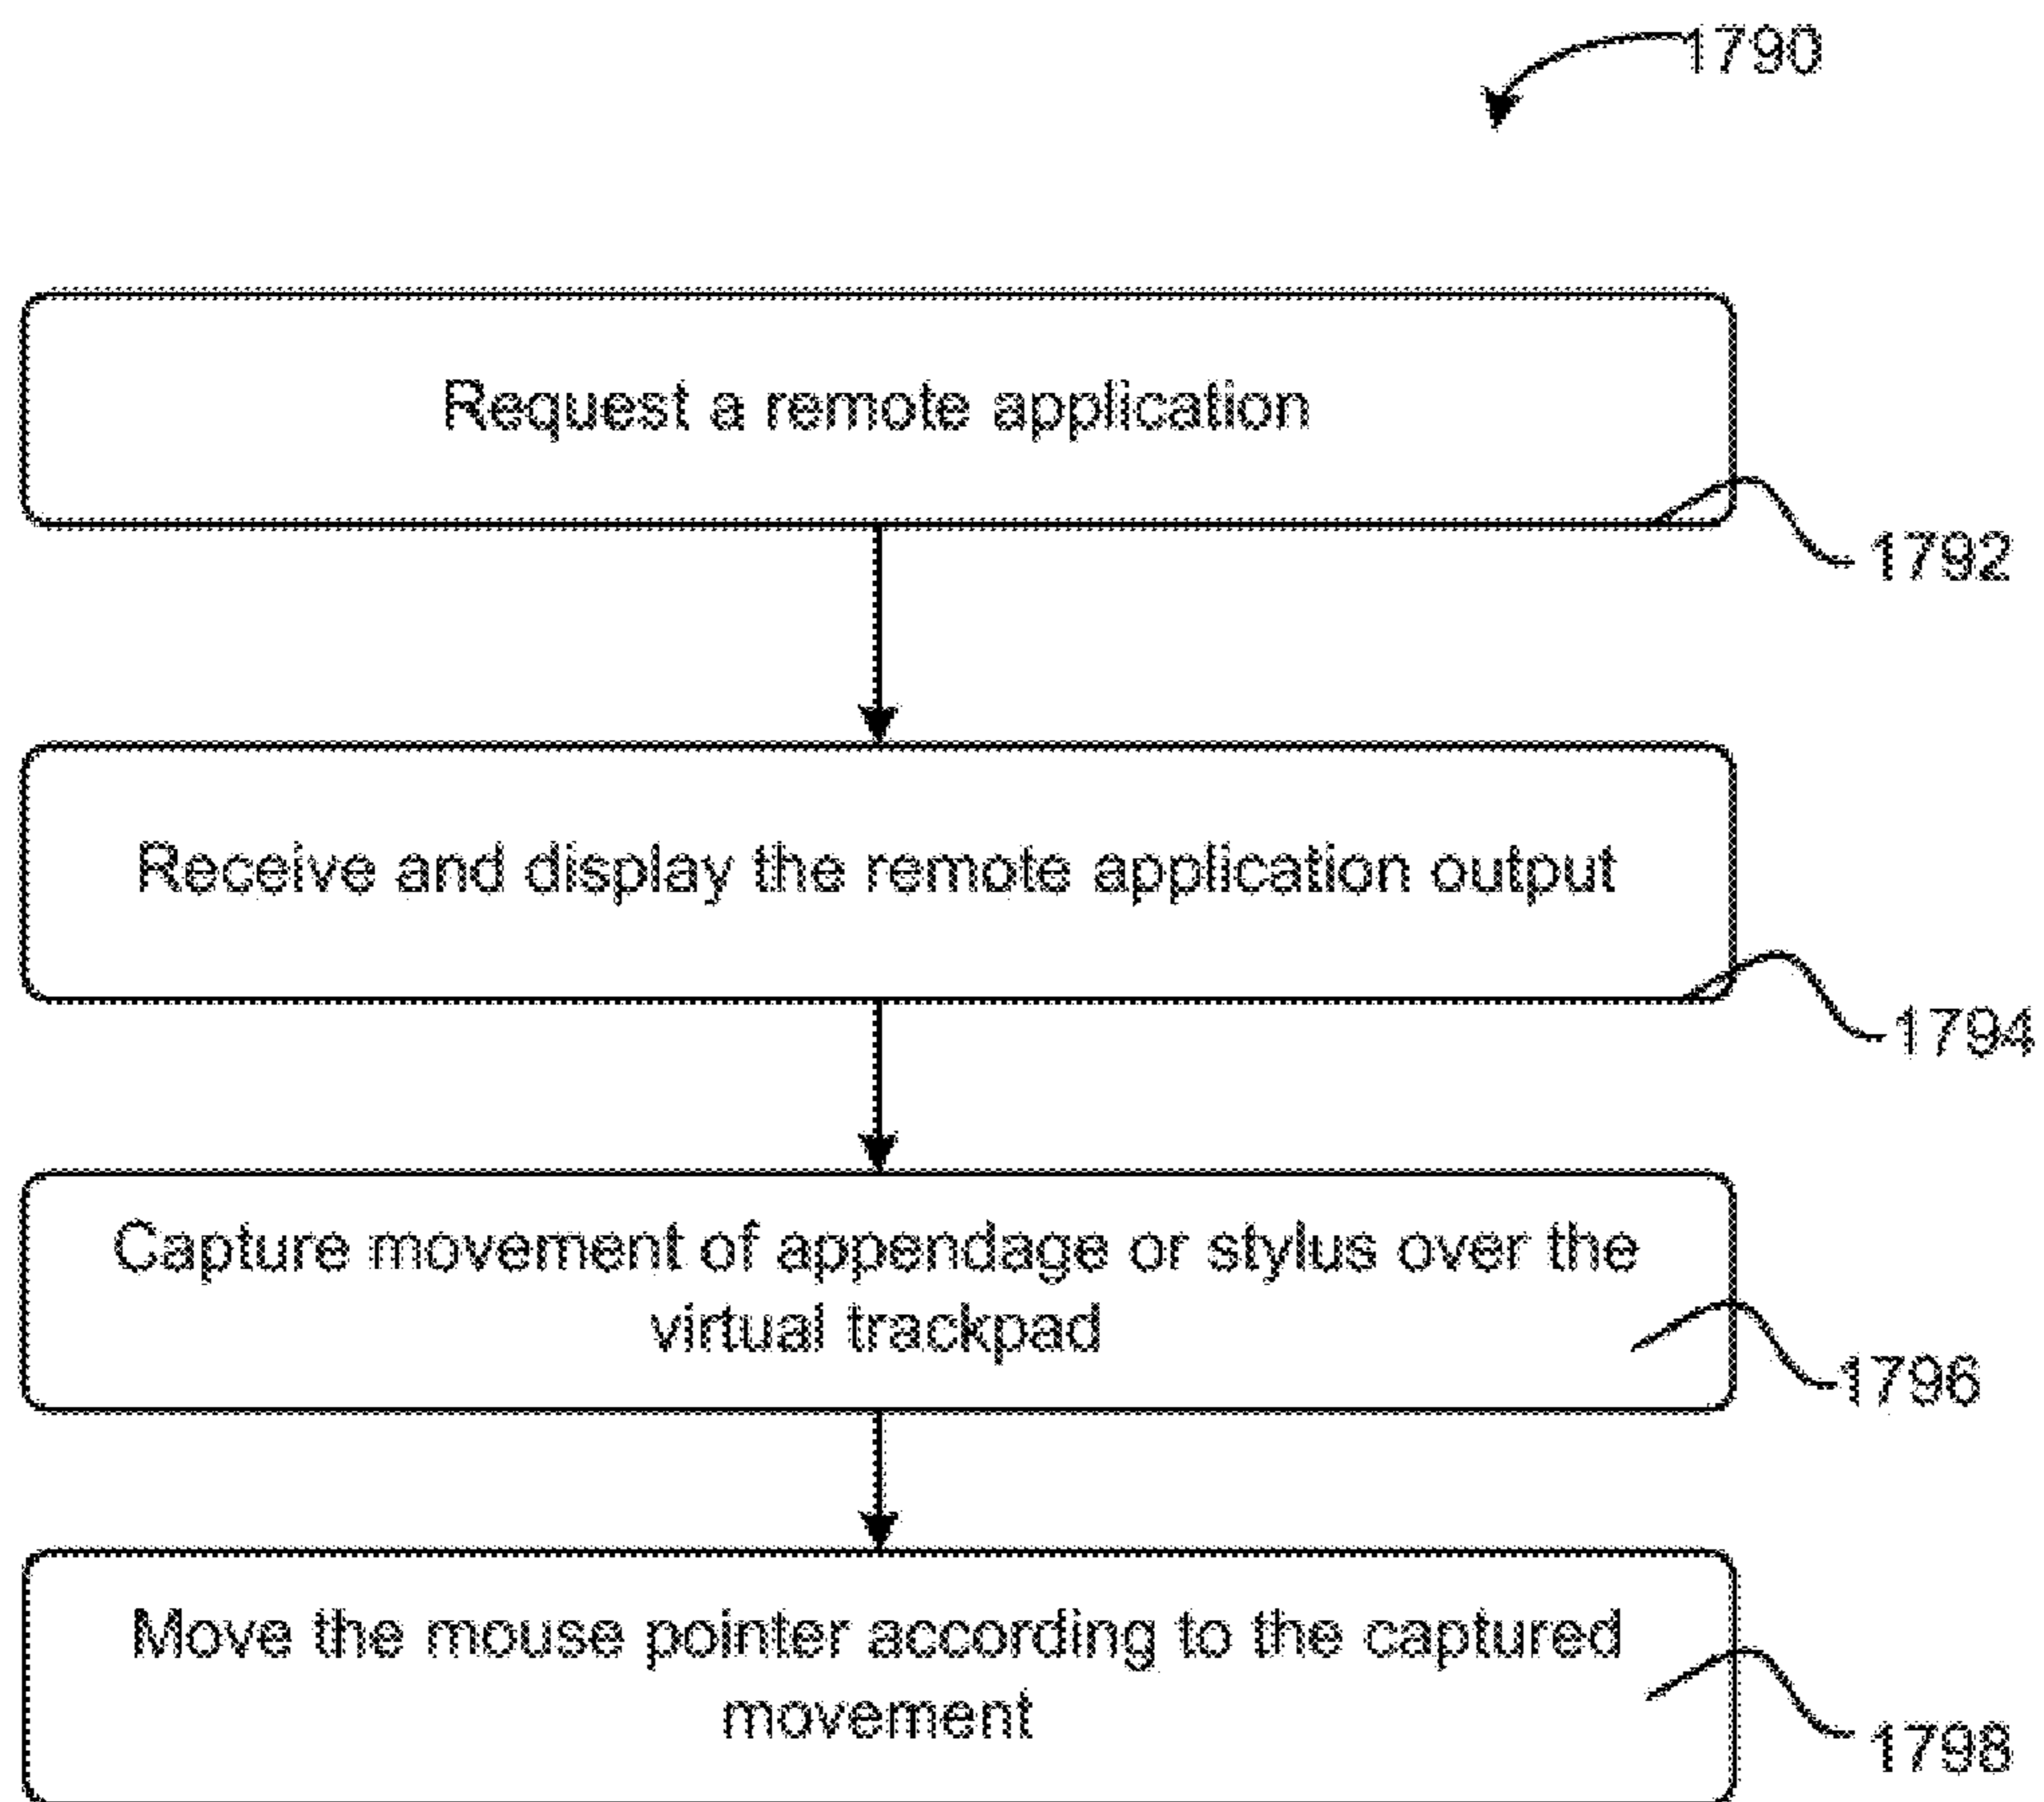 1790
Request a remote application
1792
Receive and display the remote application output
1794
Capture movement of appendage or stylus over the
virtual trackpad
1796
Move the mouse pointer according to the captured
movement
1798